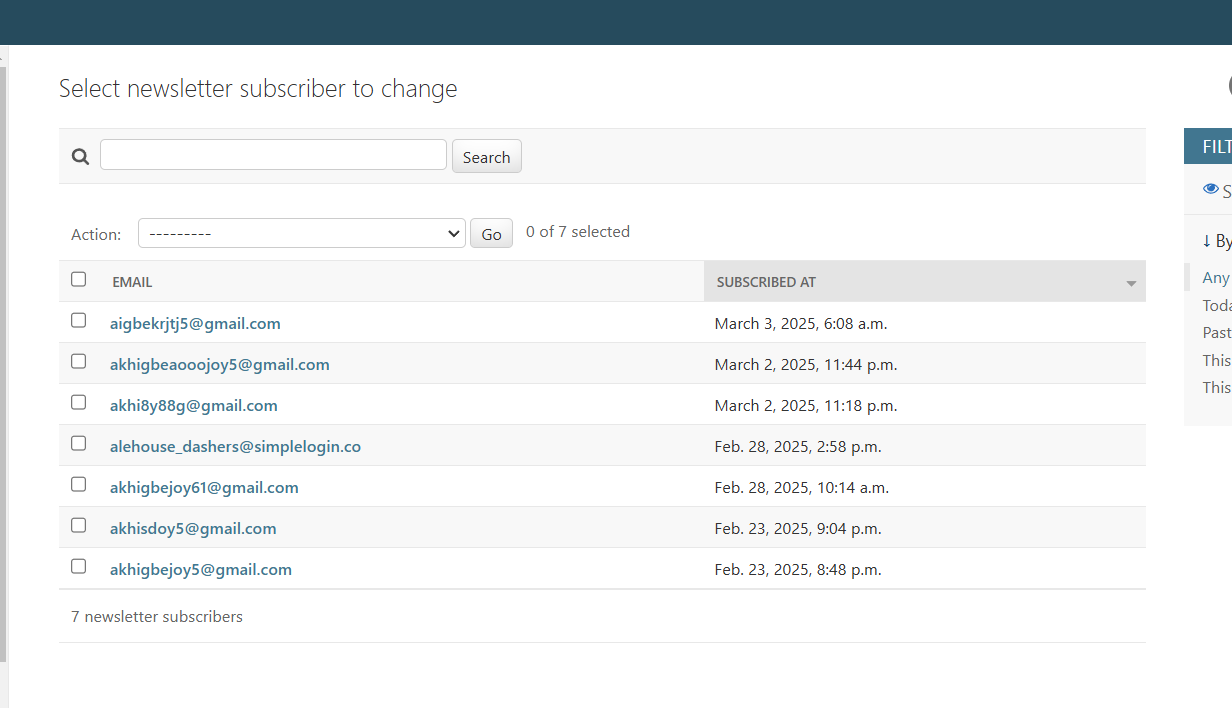 Select newsletter subscriber to change
Search
FILT
S
Action: --------- Go 0 of 7 selected
↓ By
EMAIL SUBSCRIBED AT
Any
aigbekrjtj5@gmail.com March 3, 2025, 6:08 a.m.
Toda
Past
akhigbeaooojoy5@gmail.com March 2, 2025, 11:44 p.m.
This
This
akhi8y88g@gmail.com March 2, 2025, 11:18 p.m.
alehouse_dashers@simplelogin.co Feb. 28, 2025, 2:58 p.m.
akhigbejoy61@gmail.com Feb. 28, 2025, 10:14 a.m.
akhisdoy5@gmail.com Feb. 23, 2025, 9:04 p.m.
akhigbejoy5@gmail.com Feb. 23, 2025, 8:48 p.m.
7 newsletter subscribers